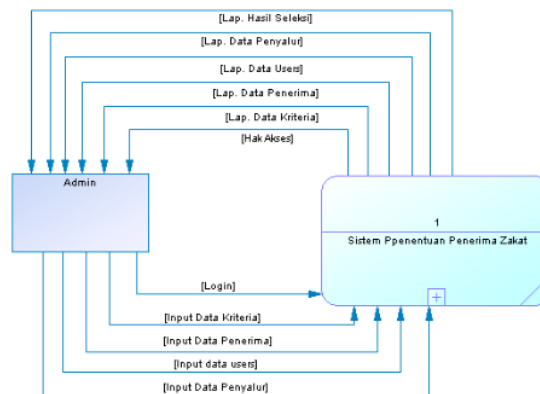 [Lap. Hasil Seleksi]
[Lap. Data Penyalur]
[Lap. Data Users]
[Lap. Data Penerima]
[Lap. Data Kriteria]
[Hak Akses]
Admin
1
Sistem Ppenentuan Penerima Zakat
[Login]
[Input Data Kriteria]
[Input Data Penerima]
[Input data users]
[Input Data Penyalur]